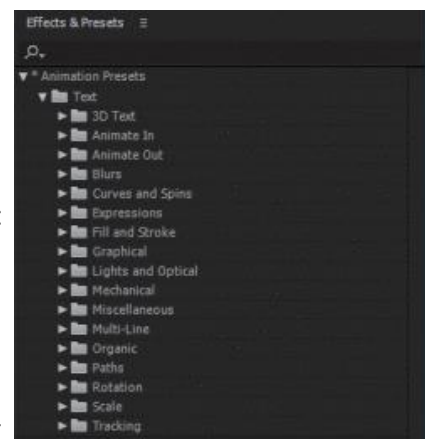 Effects & Presets
* Animation Presets
Text
3D Text
Animate In
Animate Out
Blurs
Curves and Spins
Expressions
Fill and Stroke
Graphical
Lights and Optical
Mechanical
Miscellaneous
Multi-Line
Organic
Paths
Rotation
Scale
Tracking